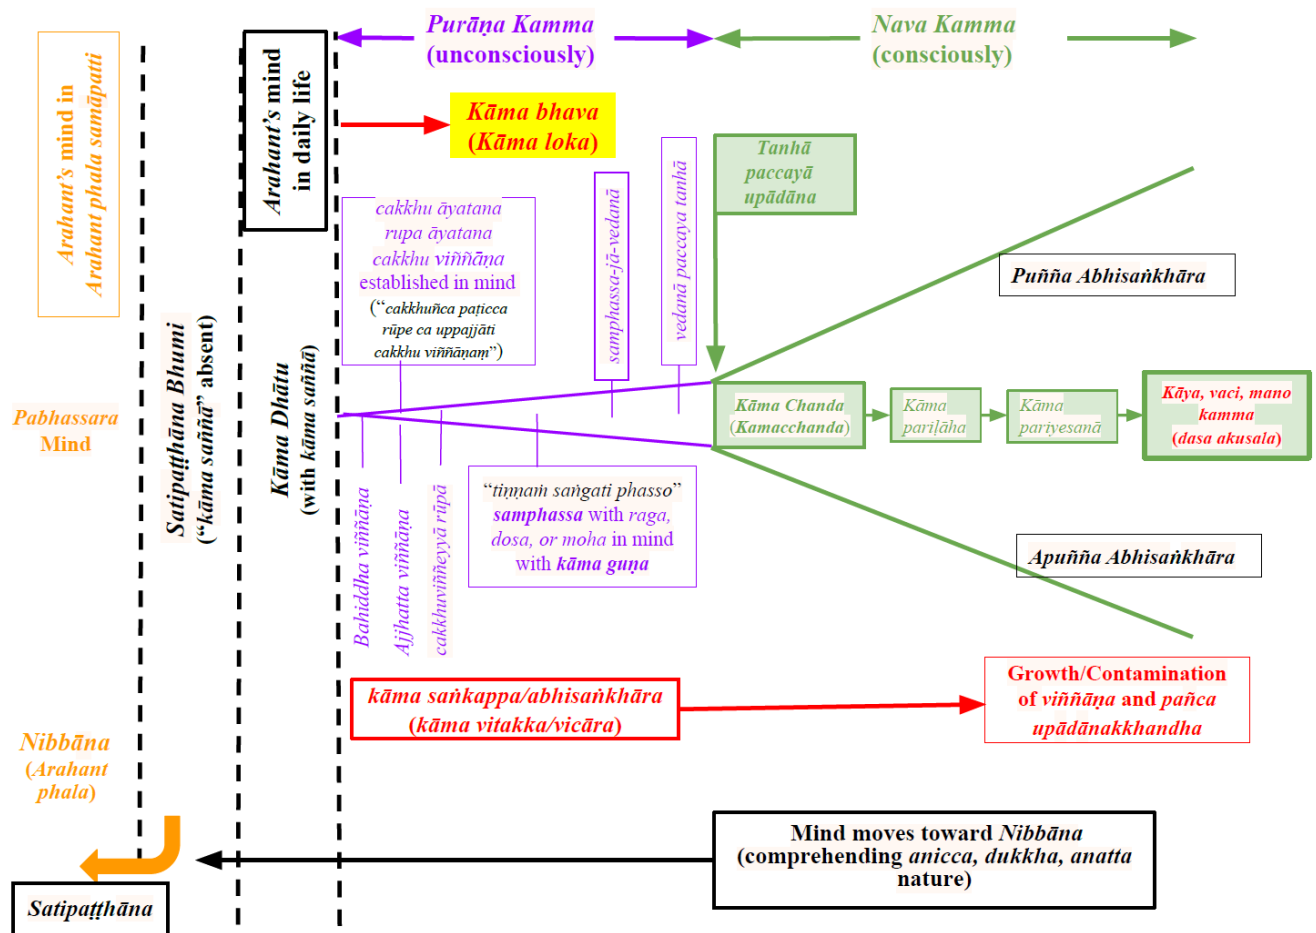 Purāṇa Kamma
(unconsciously)
Nava Kamma
(consciously)
Arahant's mind in
Arahant phala samāpatti
Arahant's mind
in daily life
Kāma bhava
(Kāma loka)
Tanhā
paccayā
upādāna
cakkhu āyatana
rupa āyatana
cakkhu viññāṇa
established in mind
(“cakkhuñca paṭicca
rūpe ca uppajjāti
cakkhu viññāṇaṃ”)
samphassa-jā-vedanā
vedanā paccaya tanhā
Puñña Abhisaṅkhāra
Pabhassara
Mind
Satipaṭṭhāna Bhumi
(“kāma saññā” absent)
Kāma Dhātu
(with kāma saññā)
Kāma Chanda
(Kamacchanda)
Kāma
pariḷāha
Kāma
pariyesanā
Kāya, vaci, mano
kamma
(dasa akusala)
Bahiddha viññāṇa
Ajjhatta viññāṇa
cakkhuviññeyyā rūpā
“tiṇṇaṁ saṅgati phasso”
samphassa with raga,
dosa, or moha in mind
with kāma guṇa
Apuñña Abhisaṅkhāra
kāma saṅkappa/abhisaṅkhāra
(kāma vitakka/vicāra)
Growth/Contamination
of viññāṇa and pañca
upādānakkhandha
Nibbāna
(Arahant
phala)
Mind moves toward Nibbāna
(comprehending anicca, dukkha, anatta
nature)
Satipaṭṭhāna